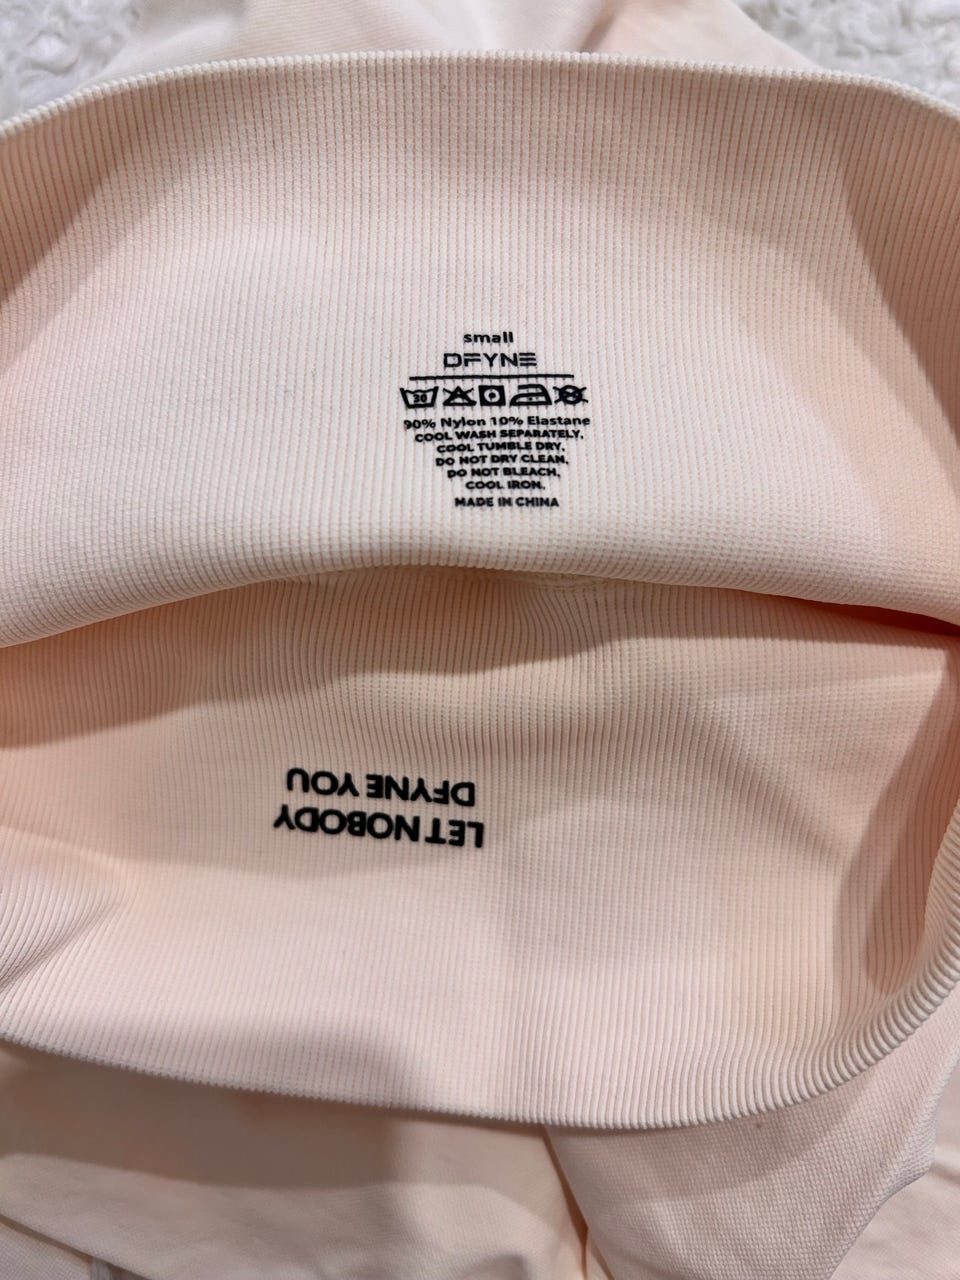 small
DFYNE
30
90% Nylon 10% Elastane
COOL WASH SEPARATELY,
COOL TUMBLE DRY,
DO NOT DRY CLEAN,
DO NOT BLEACH,
COOL IRON,
MADE IN CHINA
LET NOBODY
DFYNE YOU